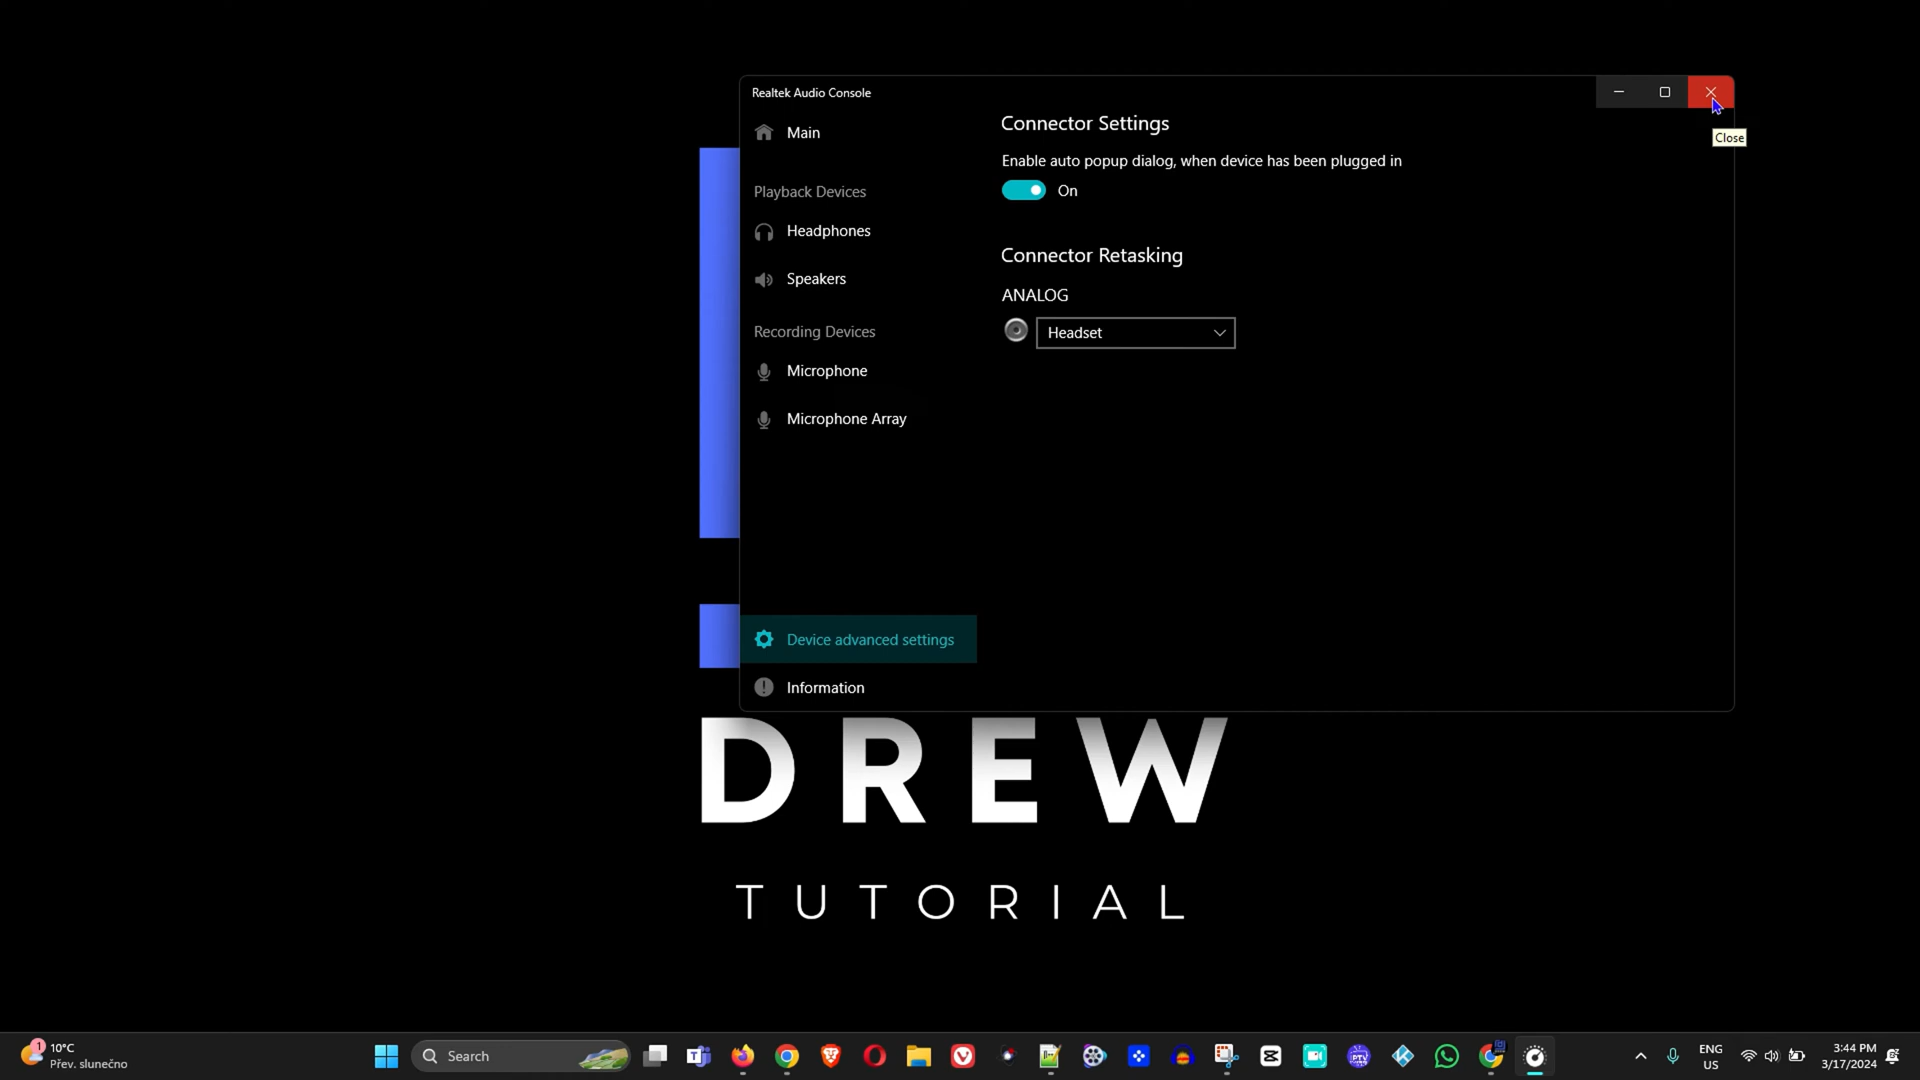 Realtek Audio Console
Close
Main
Playback Devices
Headphones
Speakers
Recording Devices
Microphone
Microphone Array
Device advanced settings
Information
Connector Settings
Enable auto popup dialog, when device has been plugged in
On
Connector Retasking
ANALOG
Headset
DREW
TUTORIAL
1
10°C
Přev. slunečno
Search
PTV
ENG
US
3:44 PM
3/17/2024